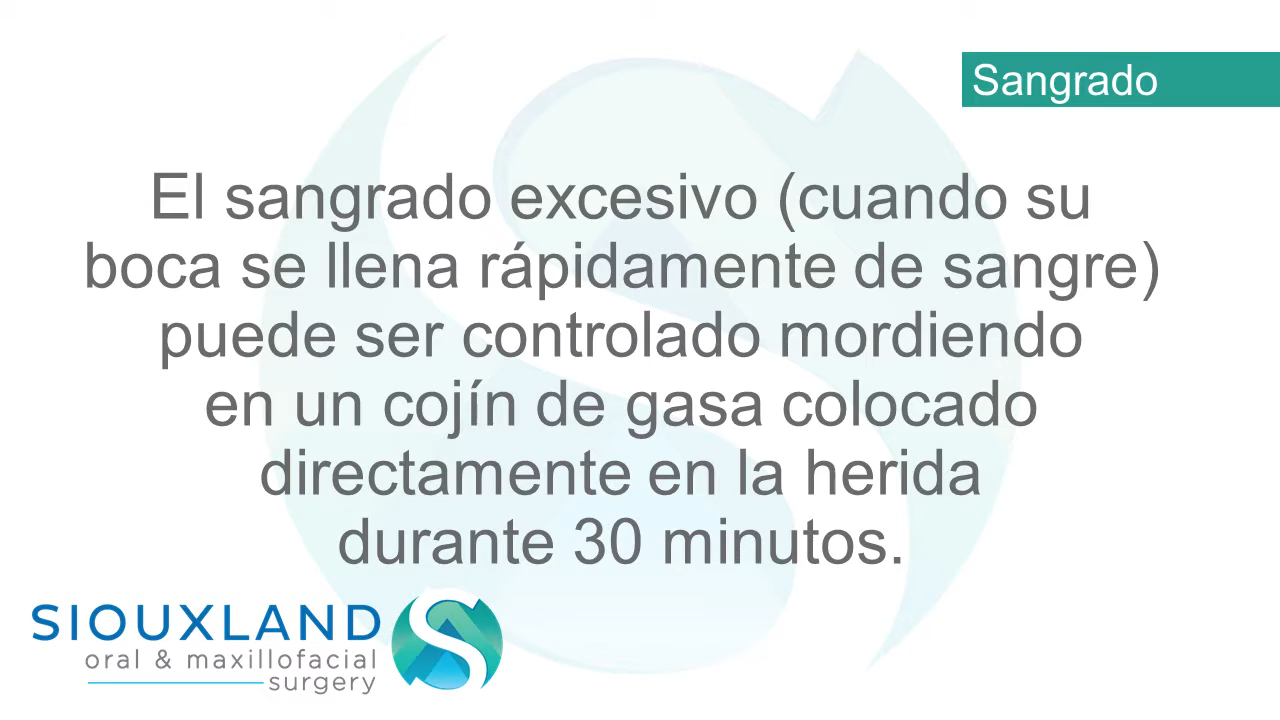 Sangrado
El sangrado excesivo (cuando su
boca se llena rápidamente de sangre)
puede ser controlado mordiendo
en un cojín de gasa colocado
directamente en la herida
durante 30 minutos.
SIOUXLAND
oral & maxillofacial
surgery